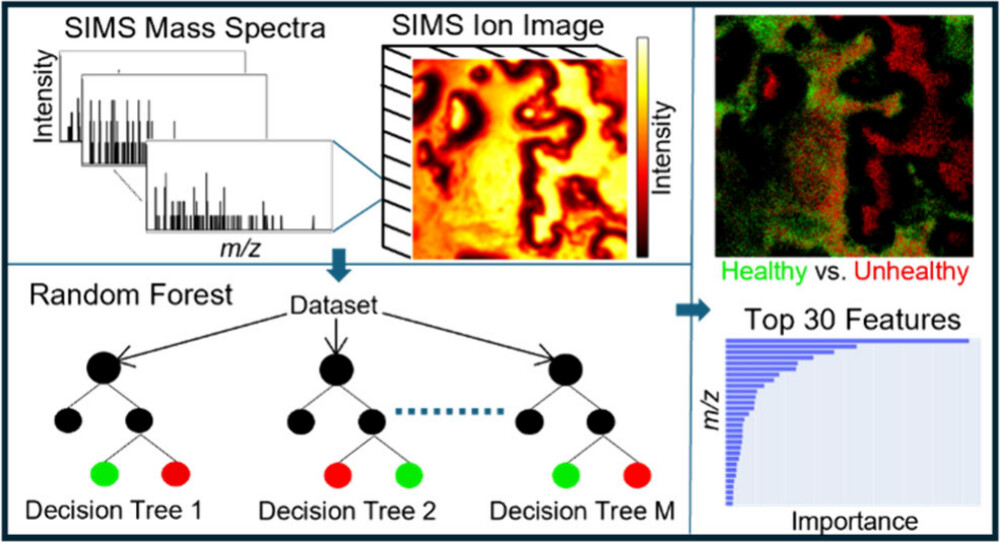 SIMS Mass Spectra
Intensity
m/z
SIMS Ion Image
Intensity
Healthy vs. Unhealthy
Random Forest
Dataset
Decision Tree 1
Decision Tree 2
Decision Tree M
Top 30 Features
m/z
Importance